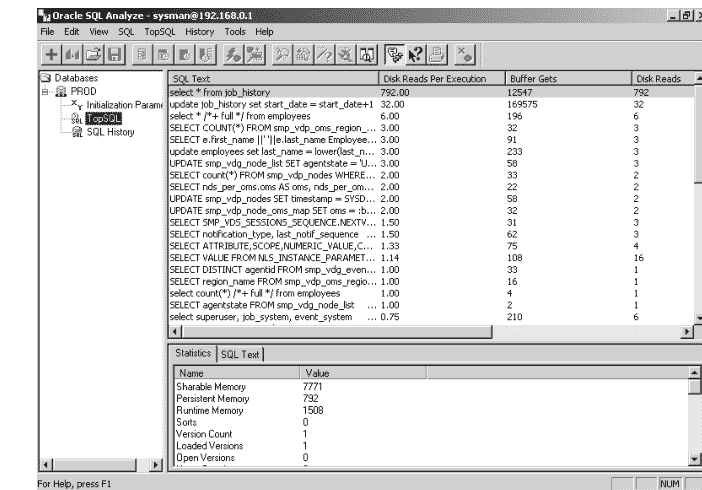 Oracle SQL Analyze - sysman@192.168.0.1
File Edit View SQL TopSQL History Tools Help
Databases
PROD
Initialization Parame
TopSQL
SQL History
SQL Text Disk Reads Per Execution Buffer Gets Disk Reads
select * from job_history 792.00 12547 792
update job_history set start_date = start_date+1 32.00 169575 32
select * /*+ full */ from employees 6.00 196 6
SELECT COUNT(*) FROM smp_vdp_oms_region_... 3.00 32 3
SELECT e.first_name ||' '||e.last_name Employee... 3.00 91 3
update employees set last_name = lower(last_n... 3.00 233 3
UPDATE smp_vdg_node_list SET agentstate = 'U... 3.00 58 3
SELECT count(*) FROM smp_vdp_nodes WHERE... 2.00 33 2
SELECT nds_per_oms.oms AS oms, nds_per_om... 2.00 22 2
UPDATE smp_vdp_nodes SET timestamp = SYSD... 2.00 58 2
UPDATE smp_vdp_node_oms_map SET oms = :b... 2.00 32 2
SELECT SMP_VDS_SESSIONS_SEQUENCE.NEXTV... 1.50 31 3
SELECT notification_type, last_notif_sequence ... 1.50 62 3
SELECT ATTRIBUTE,SCOPE,NUMERIC_VALUE,C... 1.33 75 4
SELECT VALUE FROM NLS_INSTANCE_PARAMET... 1.14 108 16
SELECT DISTINCT agentid FROM smp_vdg_even... 1.00 33 1
SELECT region_name FROM smp_vdp_oms_regio... 1.00 16 1
select count(*) /*+ full */ from employees 1.00 4 1
SELECT agentstate FROM smp_vdg_node_list ... 1.00 2 1
select superuser, job_system, event_system ... 0.75 210 6
Statistics SQL Text
Name Value
Sharable Memory 7771
Persistent Memory 792
Runtime Memory 1508
Sorts 0
Version Count 1
Loaded Versions 1
Open Versions 0
For Help, press F1
NUM